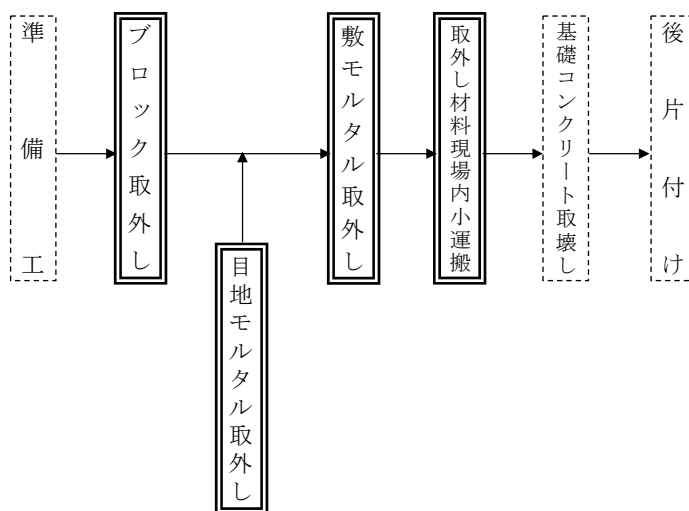 準備工
ブロック取外し
目地モルタル取外し
敷モルタル取外し
取外し材料現場内小運搬
基礎コンクリート取壊し
後片付け